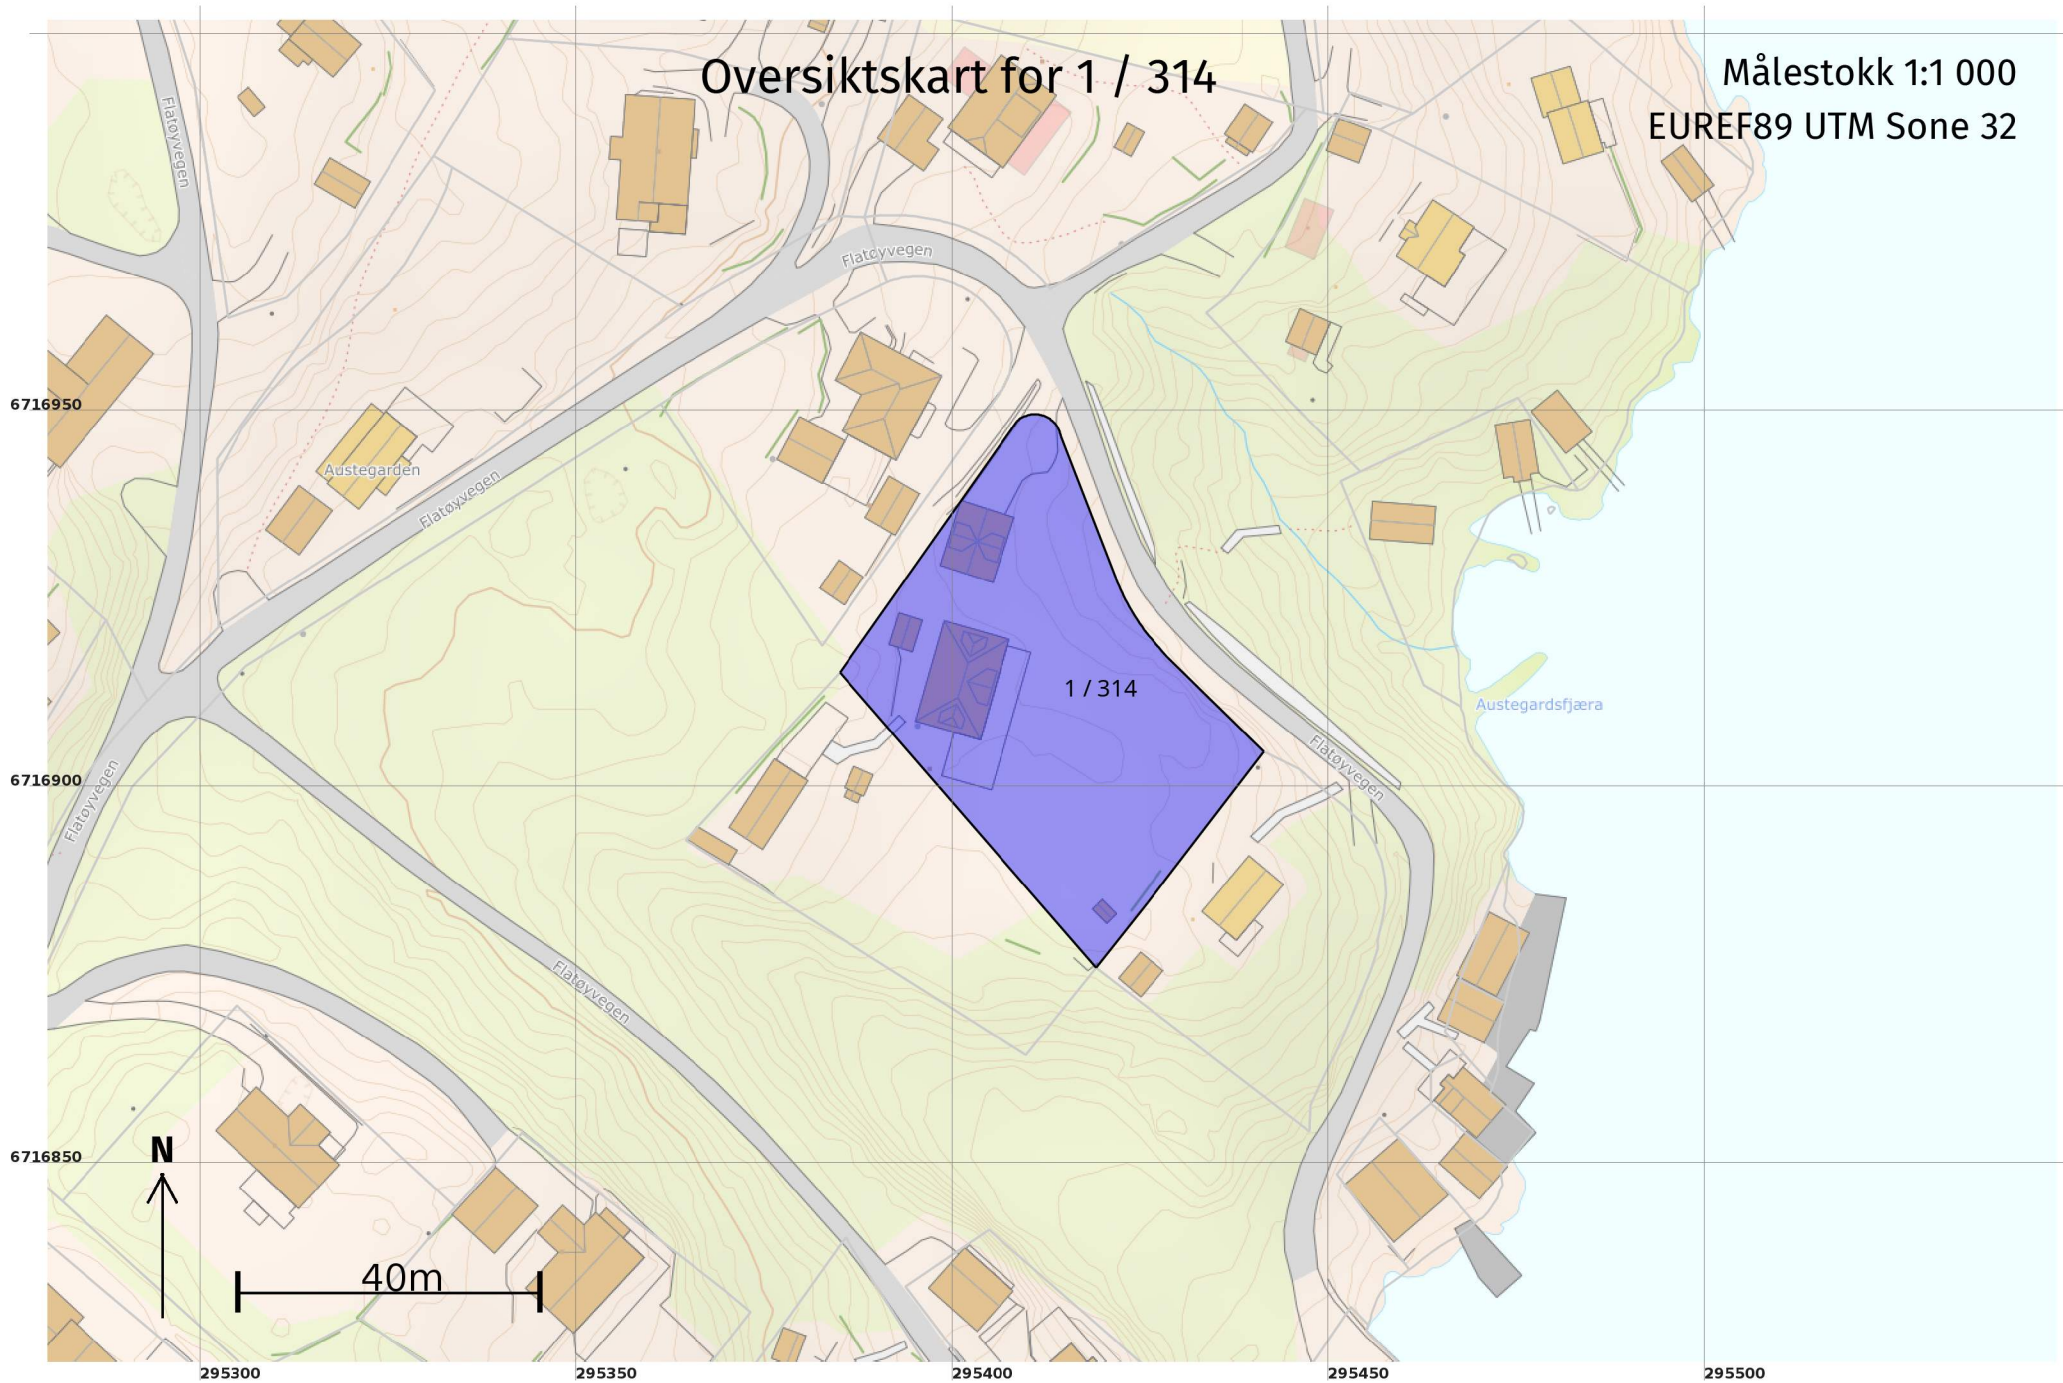 Oversiktskart for 1 / 314
Målestokk 1:1 000
EUREF89 UTM Sone 32
Flatøyvegen
Flatøyvegen
6716950
Austegarden
Flatøyvegen
1 / 314
Austegardsfjæra
Flatøyvegen
6716900
Flatøyvegen
Flatøyvegen
6716850
N
40m
295300
295350
295400
295450
295500